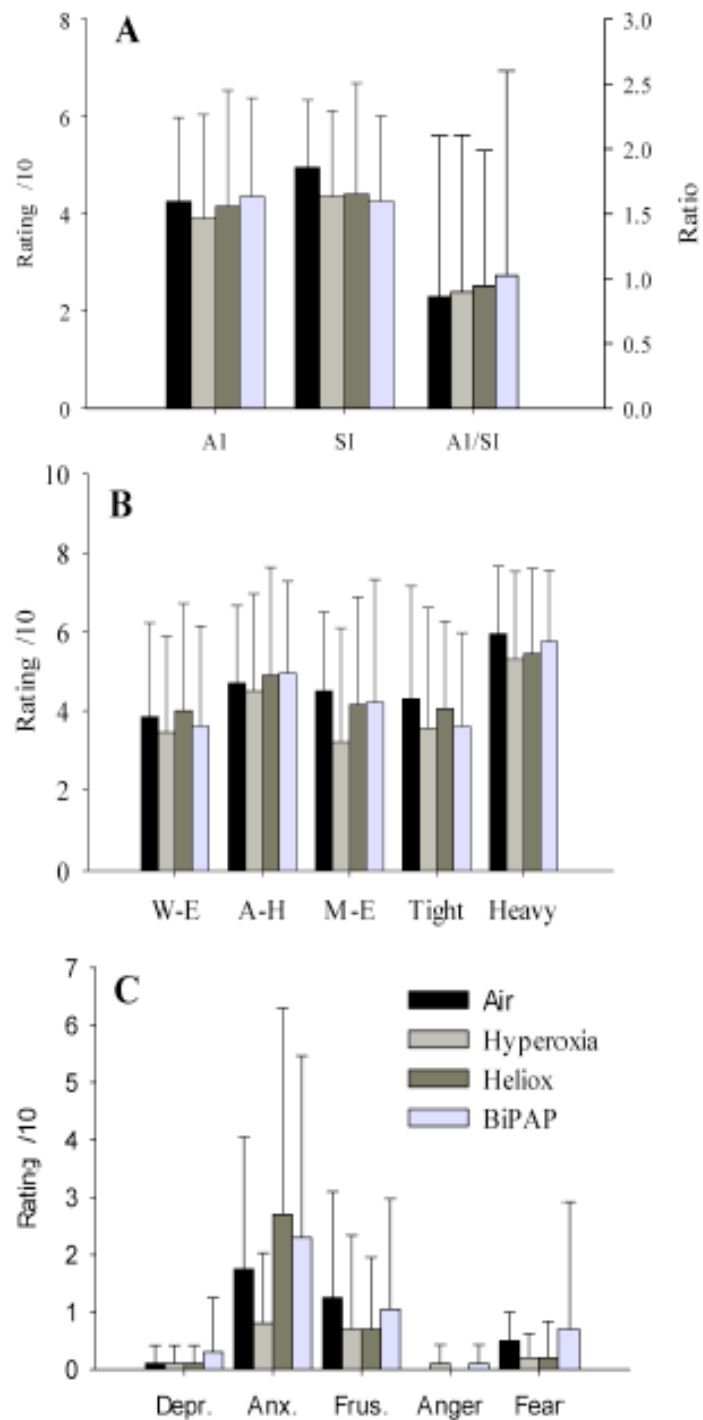 A
8
6
4
2
0
Rating /10
3.0
2.5
2.0
1.5
1.0
0.5
0.0
Ratio
A1 SI A1/SI
B
10
8
6
4
2
0
Rating /10
W-E A-H M-E Tight Heavy
C
7
6
5
4
3
2
1
0
Rating /10
Air
Hyperoxia
Heliox
BiPAP
Depr. Anx. Frus. Anger Fear